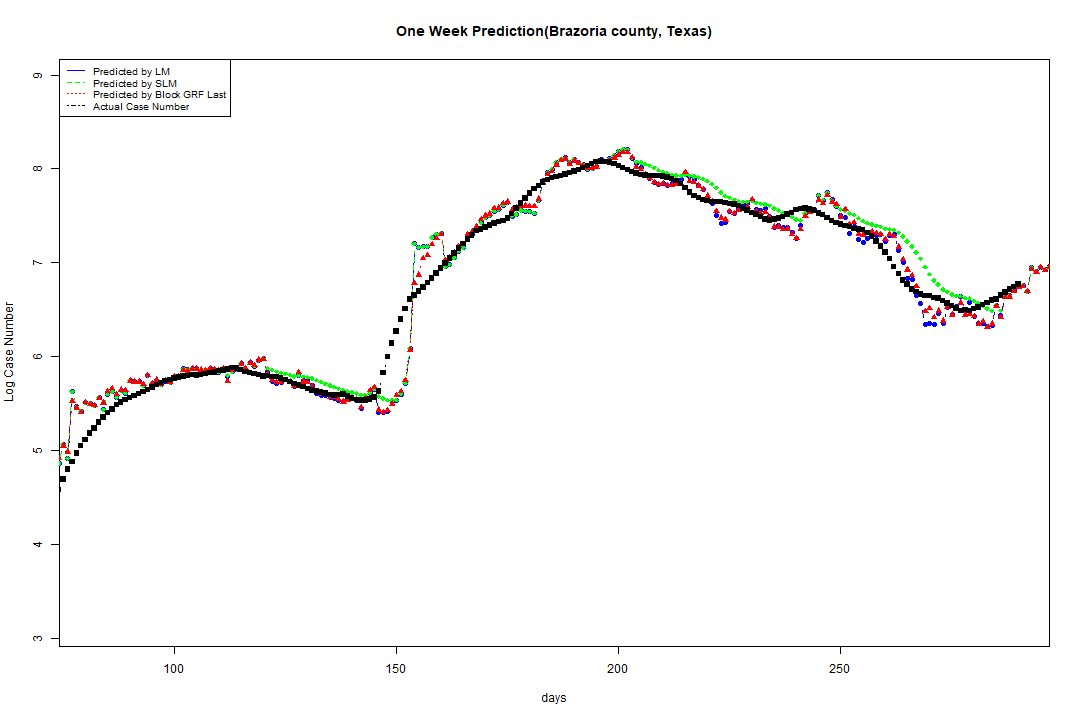 One Week Prediction(Brazoria county, Texas)
Predicted by LM
Predicted by SLM
Predicted by Block GRF Last
Actual Case Number
Log Case Number
9
8
7
6
5
4
3
100 150 200 250
days